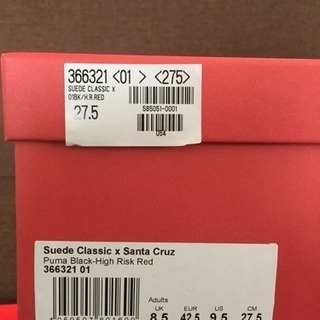 366321 <01 > <275>
SUEDE CLASSIC X
01BK/H.R.RED
27.5
585051-0001
054
Suede Classic x Santa Cruz
Puma Black-High Risk Red
366321 01
Adults
UK EUR US CM
8.5 42.5 9.5 27.5